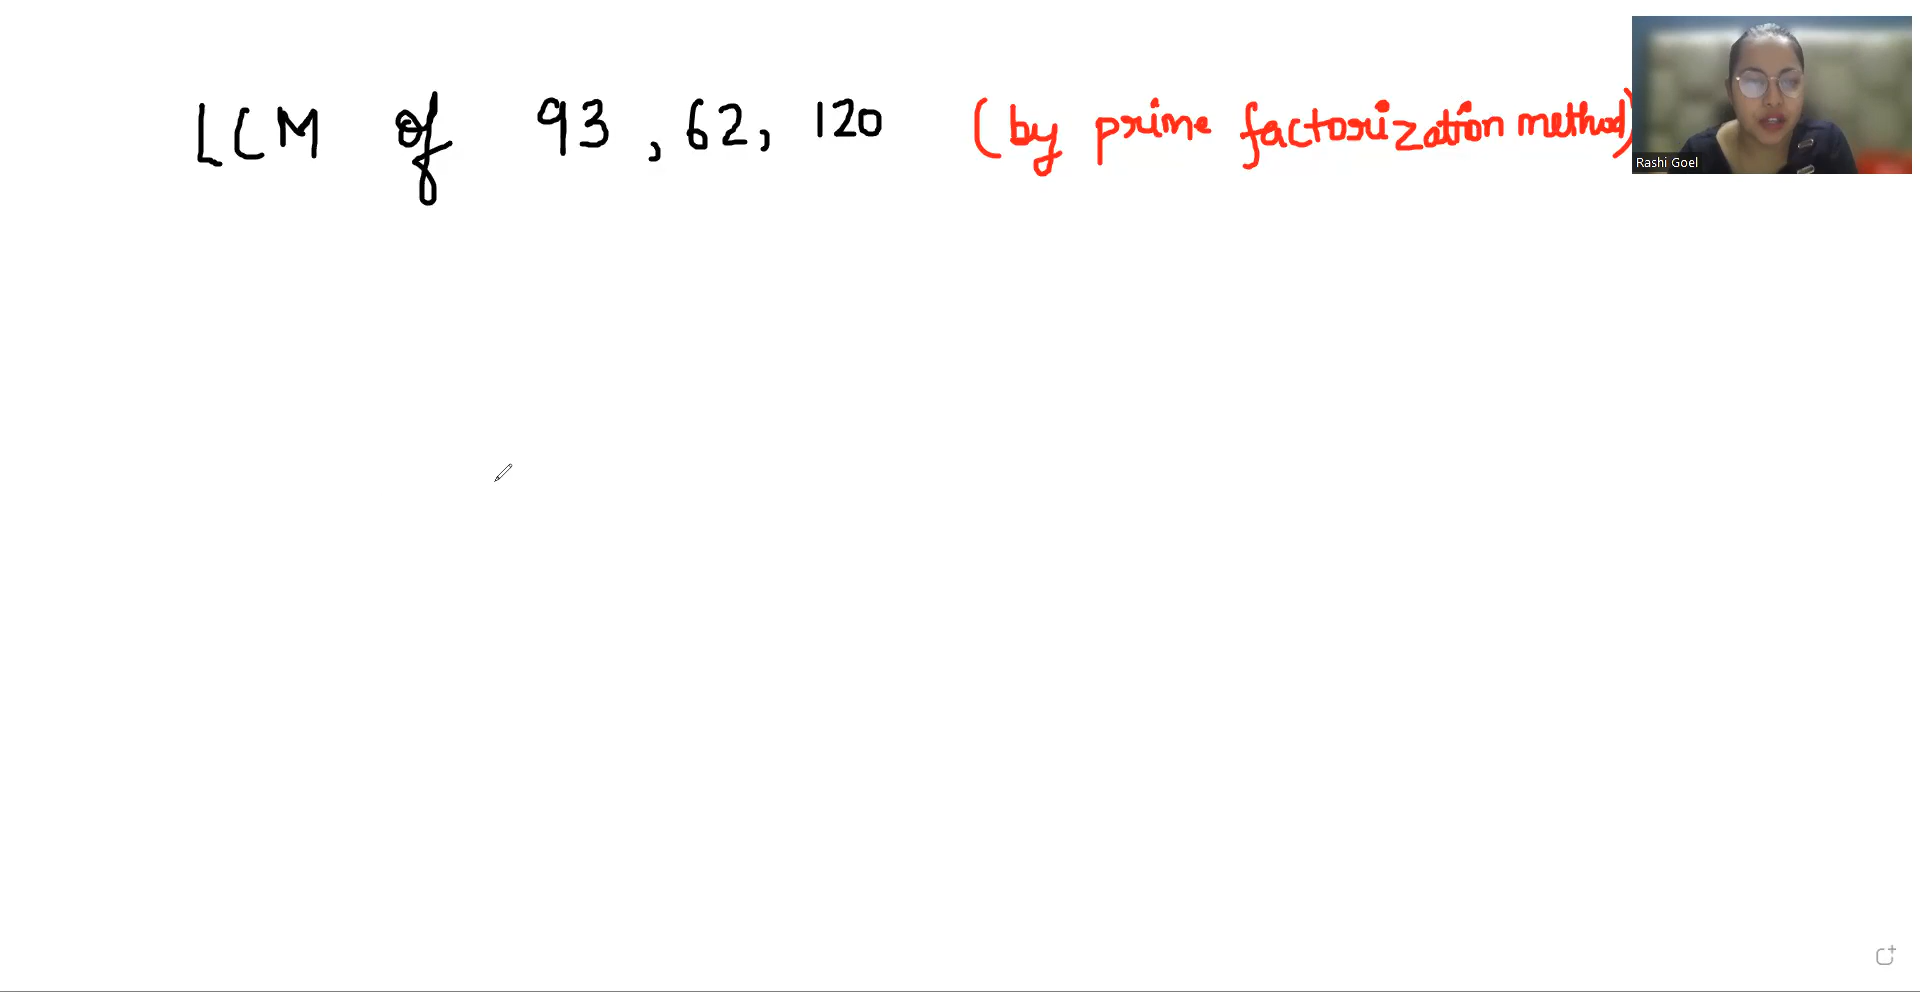 LCM of 93, 62, 120 (by prime factorization method)
Rashi Goel